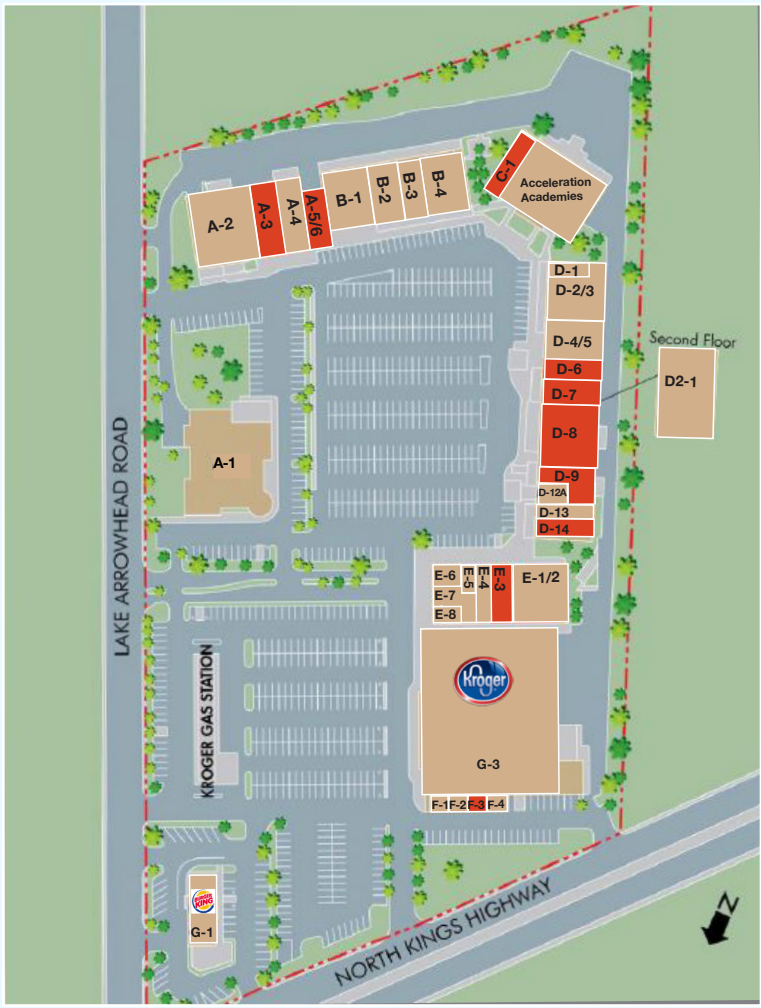 C-1
Acceleration
Academies
A-2
A-3
A-4
A-5/6
B-1
B-2
B-3
B-4
D-1
D-2/3
D-4/5
D-6
D-7
D-8
D-9
D-12A
D-13
D-14
Second Floor
D2-1
A-1
LAKE ARROWHEAD ROAD
E-6
E-7
E-8
E-5
E-4
E-3
E-1/2
Kroger
G-3
KROGER GAS STATION
F-1
F-2
F-3
F-4
BURGER
KING
G-1
NORTH KINGS HIGHWAY
N